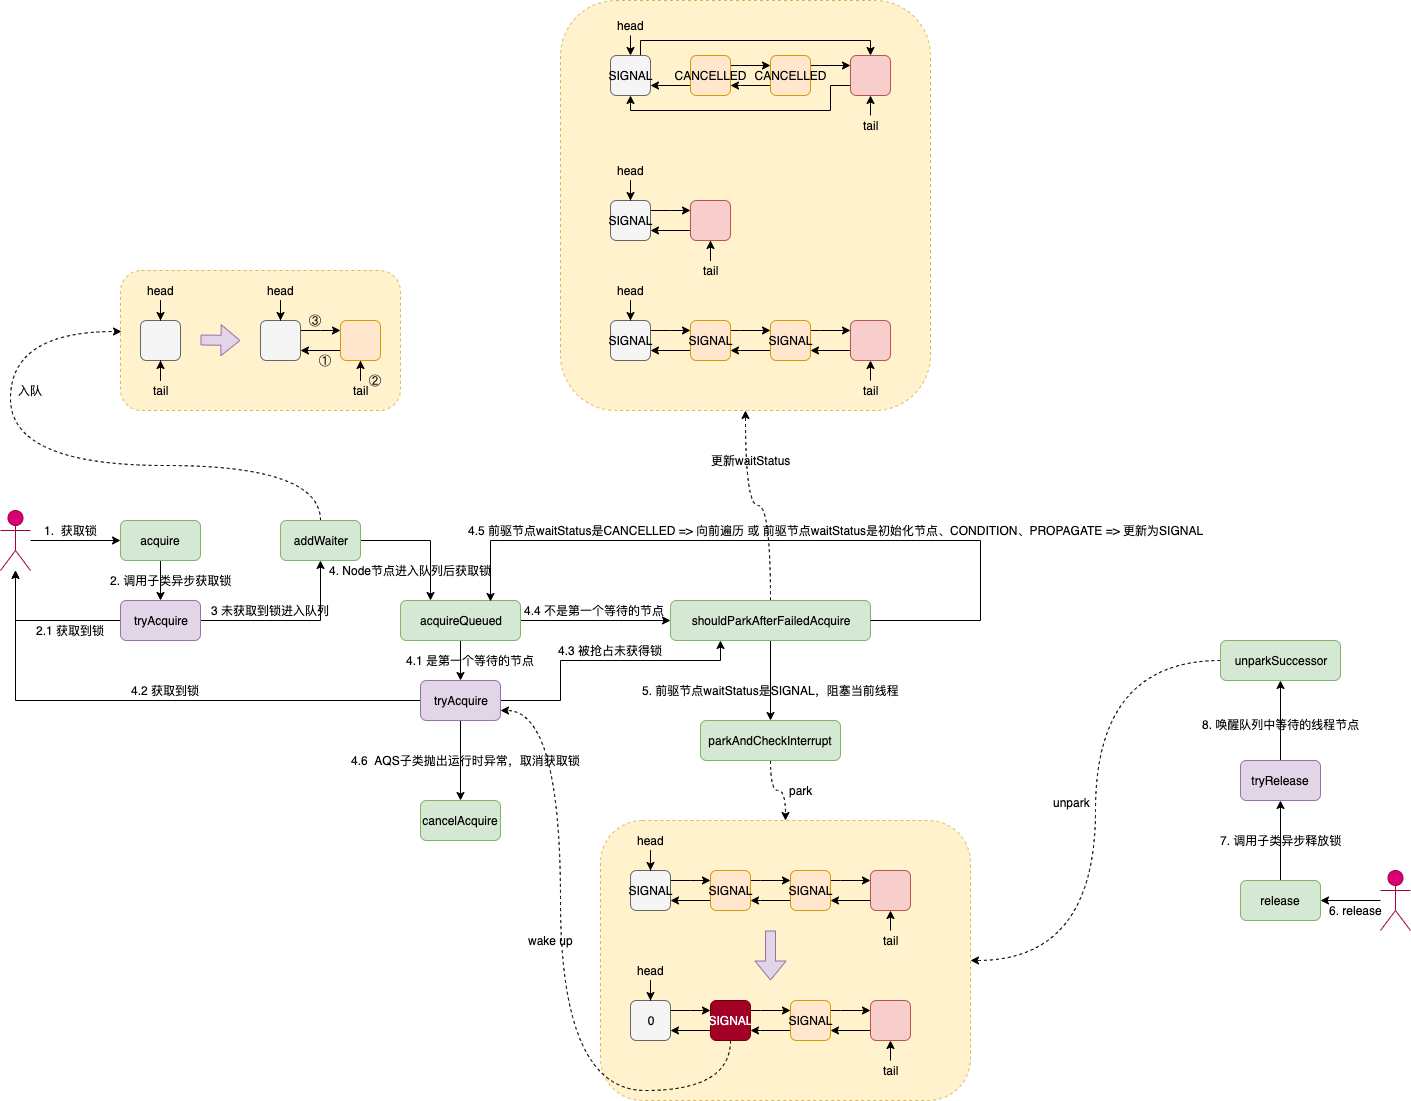 head
SIGNAL
CANCELLED
CANCELLED
tail
head
SIGNAL
tail
head
SIGNAL
SIGNAL
SIGNAL
tail
head
tail
head
③
①
tail
②
入队
更新waitStatus
1. 获取锁
acquire
addWaiter
4.5 前驱节点waitStatus是CANCELLED => 向前遍历 或 前驱节点waitStatus是初始化节点、CONDITION、PROPAGATE => 更新为SIGNAL
2. 调用子类异步获取锁
4. Node节点进入队列后获取锁
tryAcquire
3 未获取到锁进入队列
2.1 获取到锁
acquireQueued
4.4 不是第一个等待的节点
shouldParkAfterFailedAcquire
4.1 是第一个等待的节点
4.3 被抢占未获得锁
4.2 获取到锁
tryAcquire
5. 前驱节点waitStatus是SIGNAL，阻塞当前线程
parkAndCheckInterrupt
4.6 AQS子类抛出运行时异常，取消获取锁
cancelAcquire
park
unpark
wake up
unparkSuccessor
8. 唤醒队列中等待的线程节点
tryRelease
7. 调用子类异步释放锁
release
6. release
head
SIGNAL
SIGNAL
SIGNAL
tail
head
0
SIGNAL
SIGNAL
tail